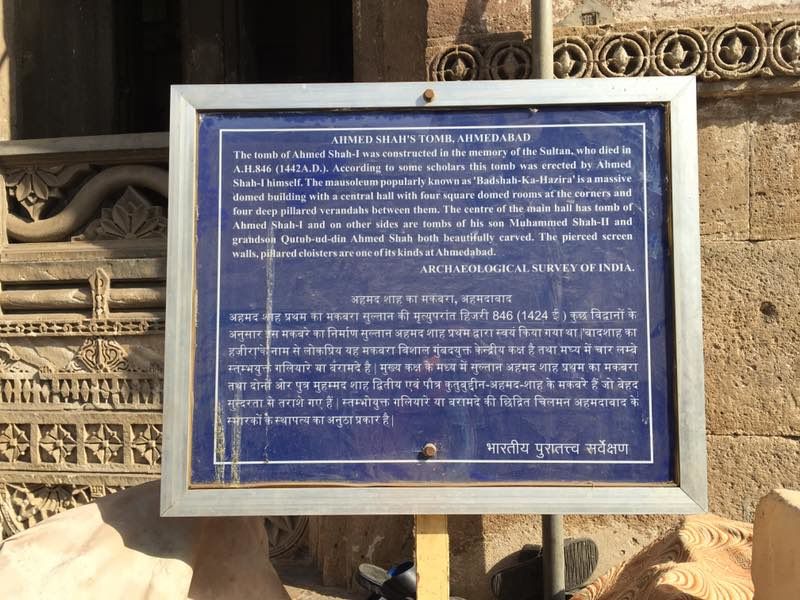 AHMED SHAH'S TOMB, AHMEDABAD
The tomb of Ahmed Shah-I was constructed in the memory of the Sultan, who died in
A.H.846 (1442A.D.). According to some scholars this tomb was erected by Ahmed
Shah-I himself. The mausoleum popularly known as 'Badshah-Ka-Hazira' is a massive
domed building with a central hall with four square domed rooms at the corners and
four deep pillared verandahs between them. The centre of the main hall has tomb of
Ahmed Shah-I and on other sides are tombs of his son Muhammed Shah-II and
grandson Qutub-ud-din Ahmed Shah both beautifully carved. The pierced screen
walls, pillared cloisters are one of its kinds at Ahmedabad.
ARCHAEOLOGICAL SURVEY OF INDIA.
अहमद शाह का मकबरा, अहमदाबाद
अहमद शाह प्रथम का मकबरा सुल्तान की मृत्युपरांत हिजरी 846 (1424 ई ) कुछ विद्वानों के
अनुसार इस मकबरे का निर्माण सुल्तान अहमद शाह प्रथम द्वारा स्वयं किया गया था। 'बादशाह का
हजीरा'के नाम से लोकप्रिय यह मकबरा बिशाल गुंबदयुक्त केन्द्रीय कक्ष है तथा मघ्य में चार लम्बे
स्तम्भयुक्त गलियारे या बरामदे है। मुख्य कक्ष के मध्य में सुल्तान अहमद शाह प्रथम का मकबरा
तथा दोनों ओर पुत्र मुहम्मद शाह द्वितीय एवं पौत्र कुतुबुद्दीन-अहमद-शाह के मकबरे हैं जो बेहद
सुन्दरता से तराशे गए हैं। स्तम्भोयुक्त गलियारे या बरामदे की छिद्रित चिलमन अहमदाबाद के
स्मारकों के स्थापत्य का अनुठा प्रकार है|
भारतीय पुरातत्त्व सर्वेक्षण